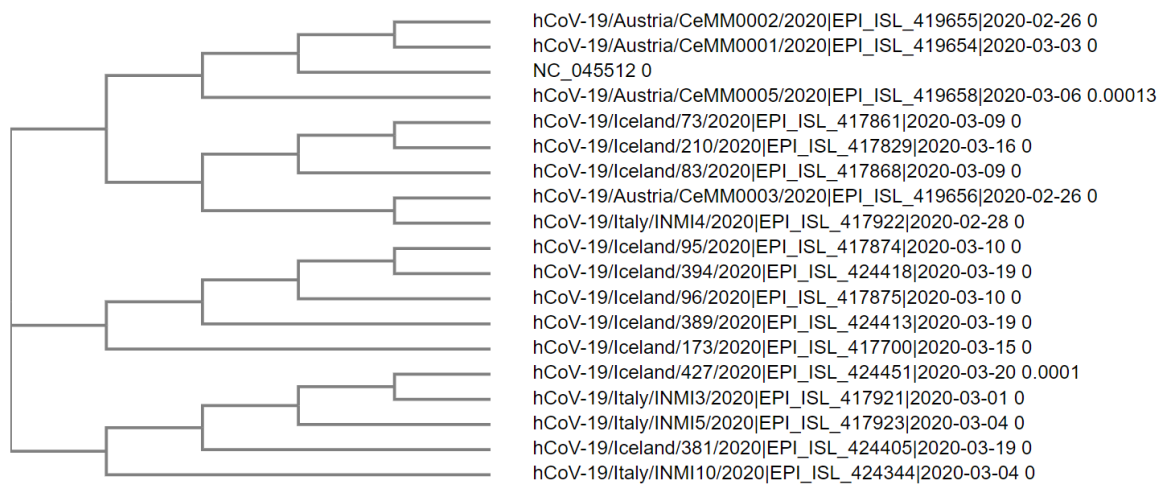 hCoV-19/Austria/CeMM0002/2020|EPI_ISL_419655|2020-02-26 0
hCoV-19/Austria/CeMM0001/2020|EPI_ISL_419654|2020-03-03 0
NC_045512 0
hCoV-19/Austria/CeMM0005/2020|EPI_ISL_419658|2020-03-06 0.00013
hCoV-19/Iceland/73/2020|EPI_ISL_417861|2020-03-09 0
hCoV-19/Iceland/210/2020|EPI_ISL_417829|2020-03-16 0
hCoV-19/Iceland/83/2020|EPI_ISL_417868|2020-03-09 0
hCoV-19/Austria/CeMM0003/2020|EPI_ISL_419656|2020-02-26 0
hCoV-19/Italy/INMI4/2020|EPI_ISL_417922|2020-02-28 0
hCoV-19/Iceland/95/2020|EPI_ISL_417874|2020-03-10 0
hCoV-19/Iceland/394/2020|EPI_ISL_424418|2020-03-19 0
hCoV-19/Iceland/96/2020|EPI_ISL_417875|2020-03-10 0
hCoV-19/Iceland/389/2020|EPI_ISL_424413|2020-03-19 0
hCoV-19/Iceland/173/2020|EPI_ISL_417700|2020-03-15 0
hCoV-19/Iceland/427/2020|EPI_ISL_424451|2020-03-20 0.0001
hCoV-19/Italy/INMI3/2020|EPI_ISL_417921|2020-03-01 0
hCoV-19/Italy/INMI5/2020|EPI_ISL_417923|2020-03-04 0
hCoV-19/Iceland/381/2020|EPI_ISL_424405|2020-03-19 0
hCoV-19/Italy/INMI10/2020|EPI_ISL_424344|2020-03-04 0